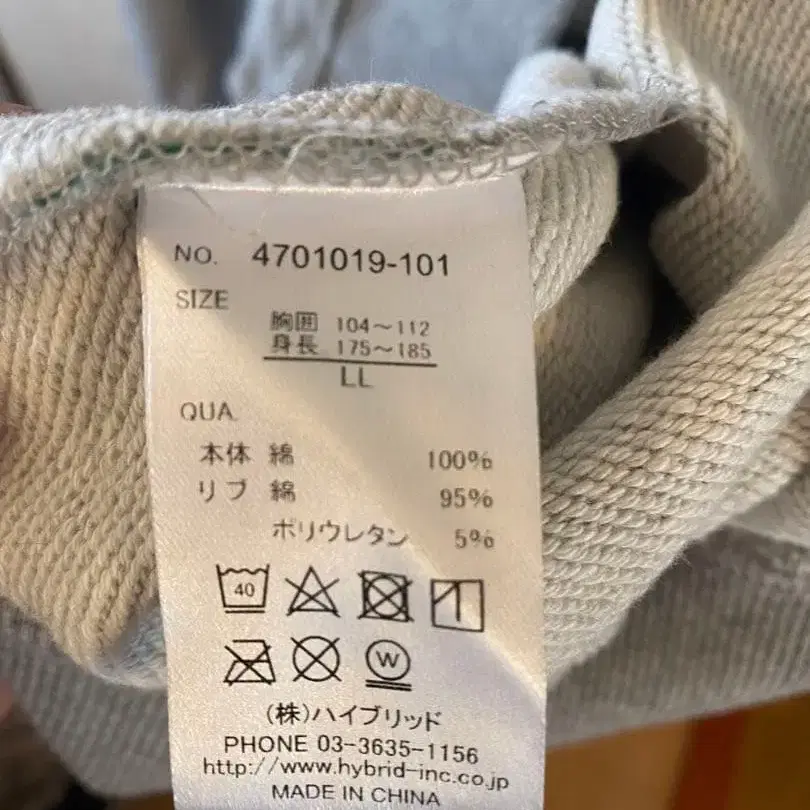 NO. 4701019-101
SIZE
胸囲 104～112
身長 175～185
LL
QUA.
本体 綿 100%
リブ 綿 95%
ポリウレタン 5%
40
W
(株)ハイブリッド
PHONE 03-3635-1156
http://www.hybrid-inc.co.jp
MADE IN CHINA